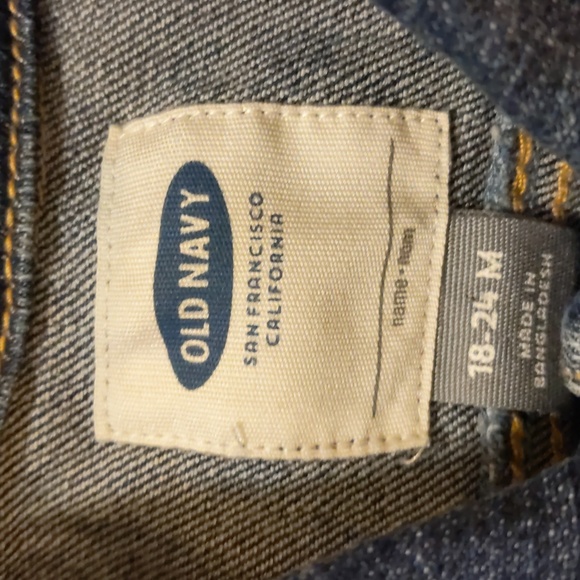 OLD NAVY
SAN FRANCISCO
CALIFORNIA
name • nom
18-24 M
MADE IN
BANGLADESH